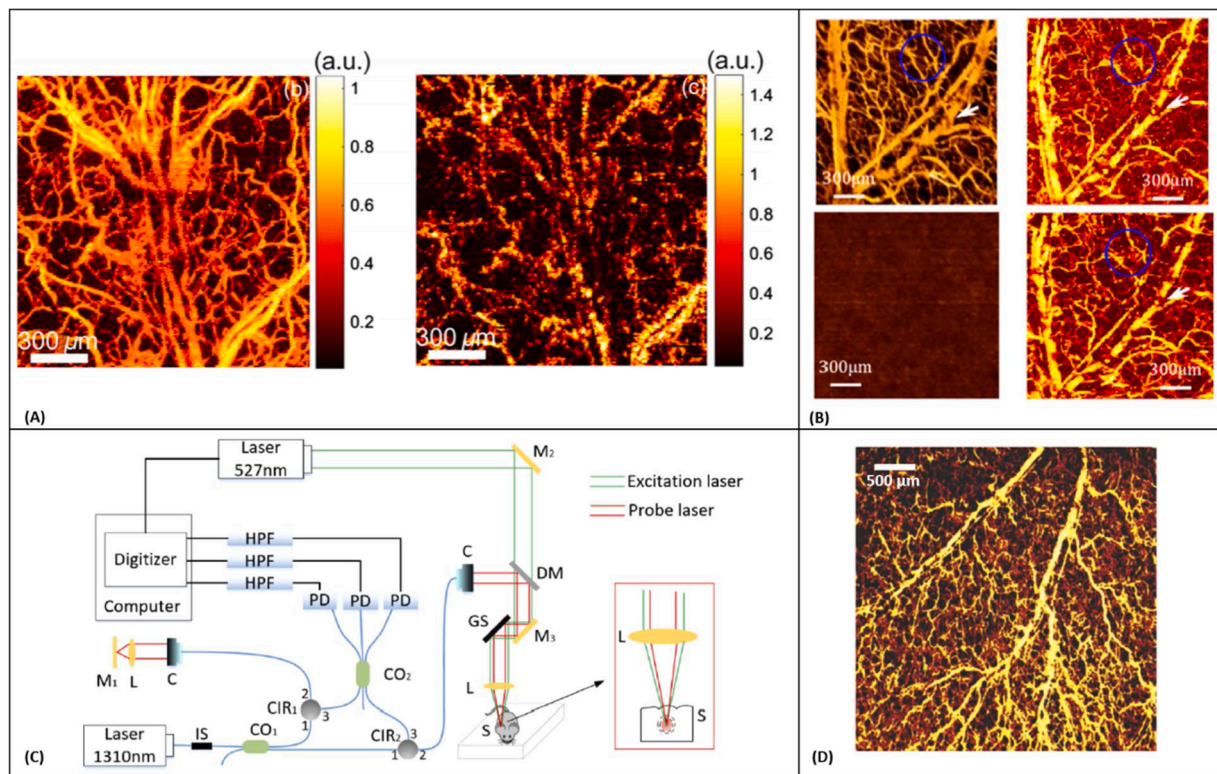 (a.u.)
(b)
1
0.8
0.6
0.4
0.2
300 µm
(a.u.)
(c)
1.4
1.2
1
0.8
0.6
0.4
0.2
300 µm
(A)
300µm
300µm
300µm
300µm
(B)
Laser
527nm
M2
Excitation laser
Probe laser
HPF
Digitizer
HPF
HPF
Computer
PD
PD
PD
C
DM
GS
M3
L
M1
L
C
CO2
L
S
S
CIR1
2
1
3
CIR2
3
1
2
IS
CO1
Laser
1310nm
(C)
500 µm
(D)